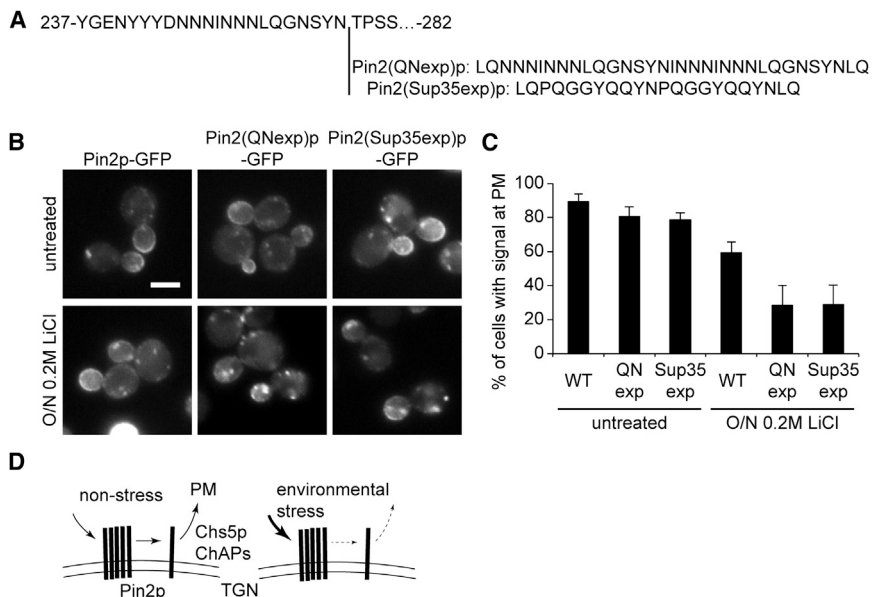 A
237-YGENYYYDNNNINNNLQGNSYN TPSS...-282
Pin2(QNexp)p: LQNNNINNNLQGNSYNINNNINNNLQGNSYNLQ
Pin2(Sup35exp)p: LQPQGGYQQYNPQGGYQQYNLQ
B
Pin2p-GFP
Pin2(QNexp)p
-GFP
Pin2(Sup35exp)p
-GFP
untreated
O/N 0.2M LiCl
C
% of cells with signal at PM
100
80
60
40
20
0
WT
QN
exp
Sup35
exp
WT
QN
exp
Sup35
exp
untreated
O/N 0.2M LiCl
D
non-stress
PM
Chs5p
ChAPs
environmental
stress
Pin2p
TGN